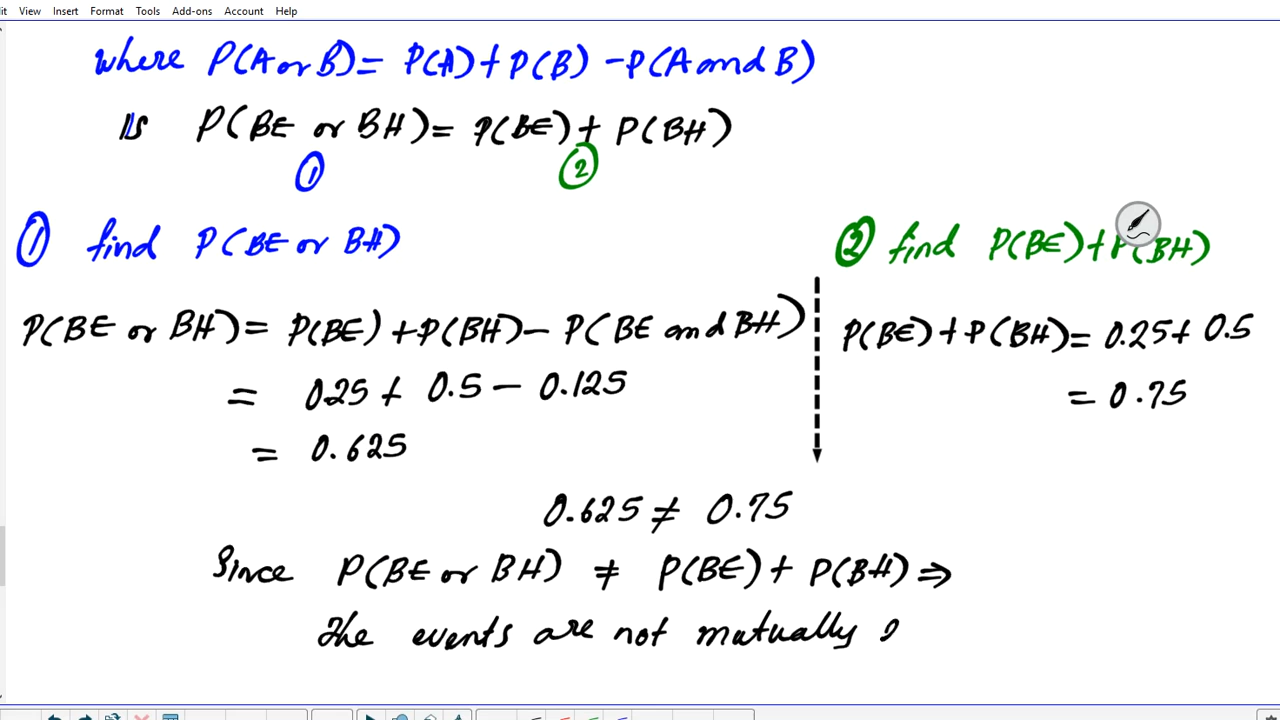 it View Insert Format Tools Add-ons Account Help
where P(A or B) = P(A) + P(B) - P(A and B)
Is P(BE or BH) = P(BE) + P(BH)
① ②
① find P(BE or BH)
② find P(BE) + P(BH)
P(BE or BH) = P(BE) + P(BH) - P(BE and BH)
= 0.25 + 0.5 - 0.125
= 0.625
P(BE) + P(BH) = 0.25 + 0.5
= 0.75
0.625 ≠ 0.75
Since P(BE or BH) ≠ P(BE) + P(BH) ⇒
The events are not mutually